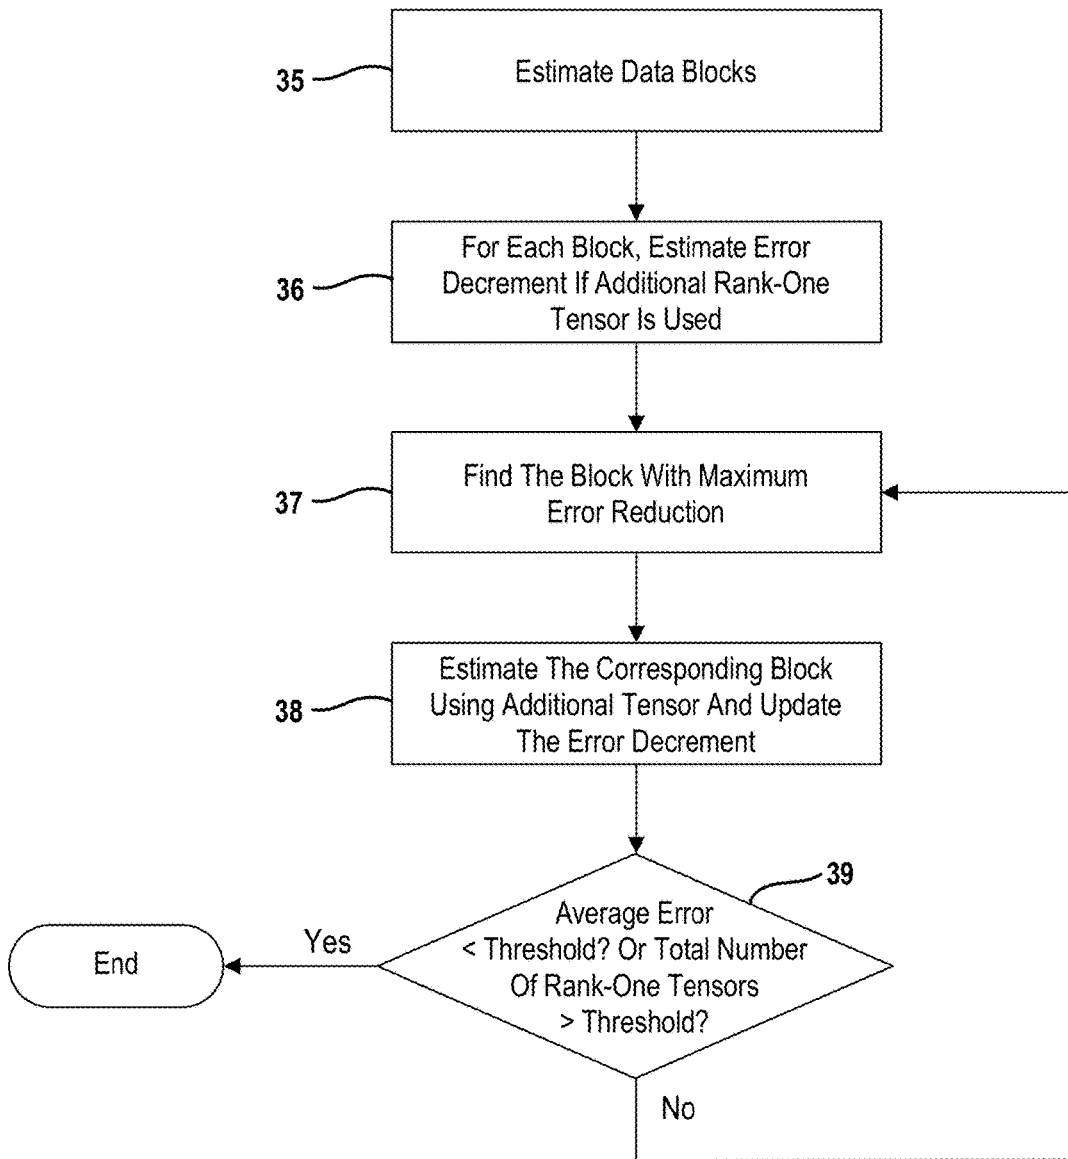 35
Estimate Data Blocks
36
For Each Block, Estimate Error
Decrement If Additional Rank-One
Tensor Is Used
37
Find The Block With Maximum
Error Reduction
38
Estimate The Corresponding Block
Using Additional Tensor And Update
The Error Decrement
39
Average Error
< Threshold? Or Total Number
Of Rank-One Tensors
> Threshold?
Yes
End
No